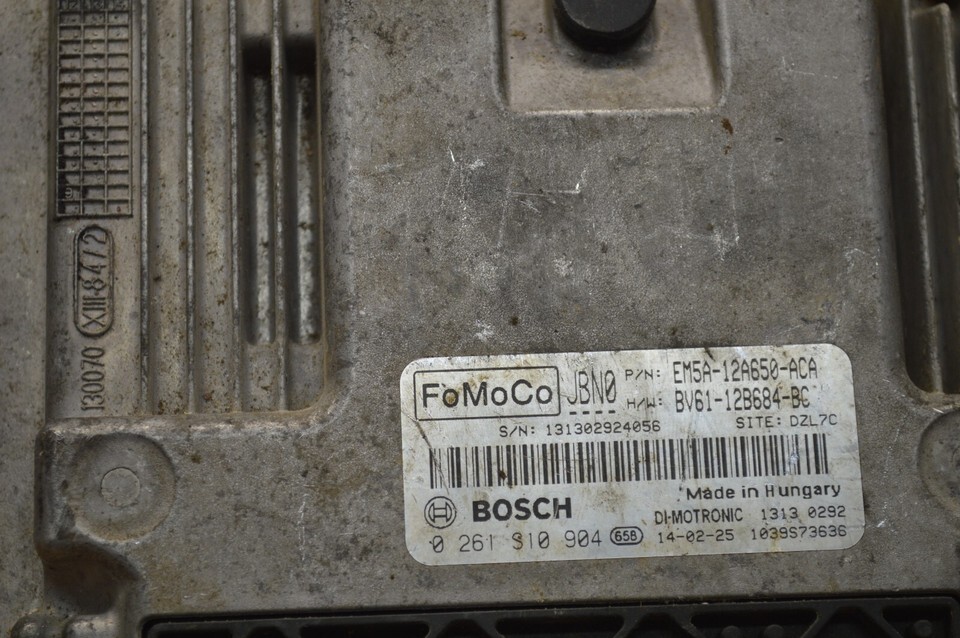 XIII-8472
130070
FoMoCo JBN0 P/N: EM5A-12A650-ACA
H/W: BV61-12B684-BC
S/N: 131302924056 SITE: DZL7C
Made in Hungary
BOSCH DI-MOTRONIC 1313 0292
0 261 S10 904 658 14-02-25 1039S73636